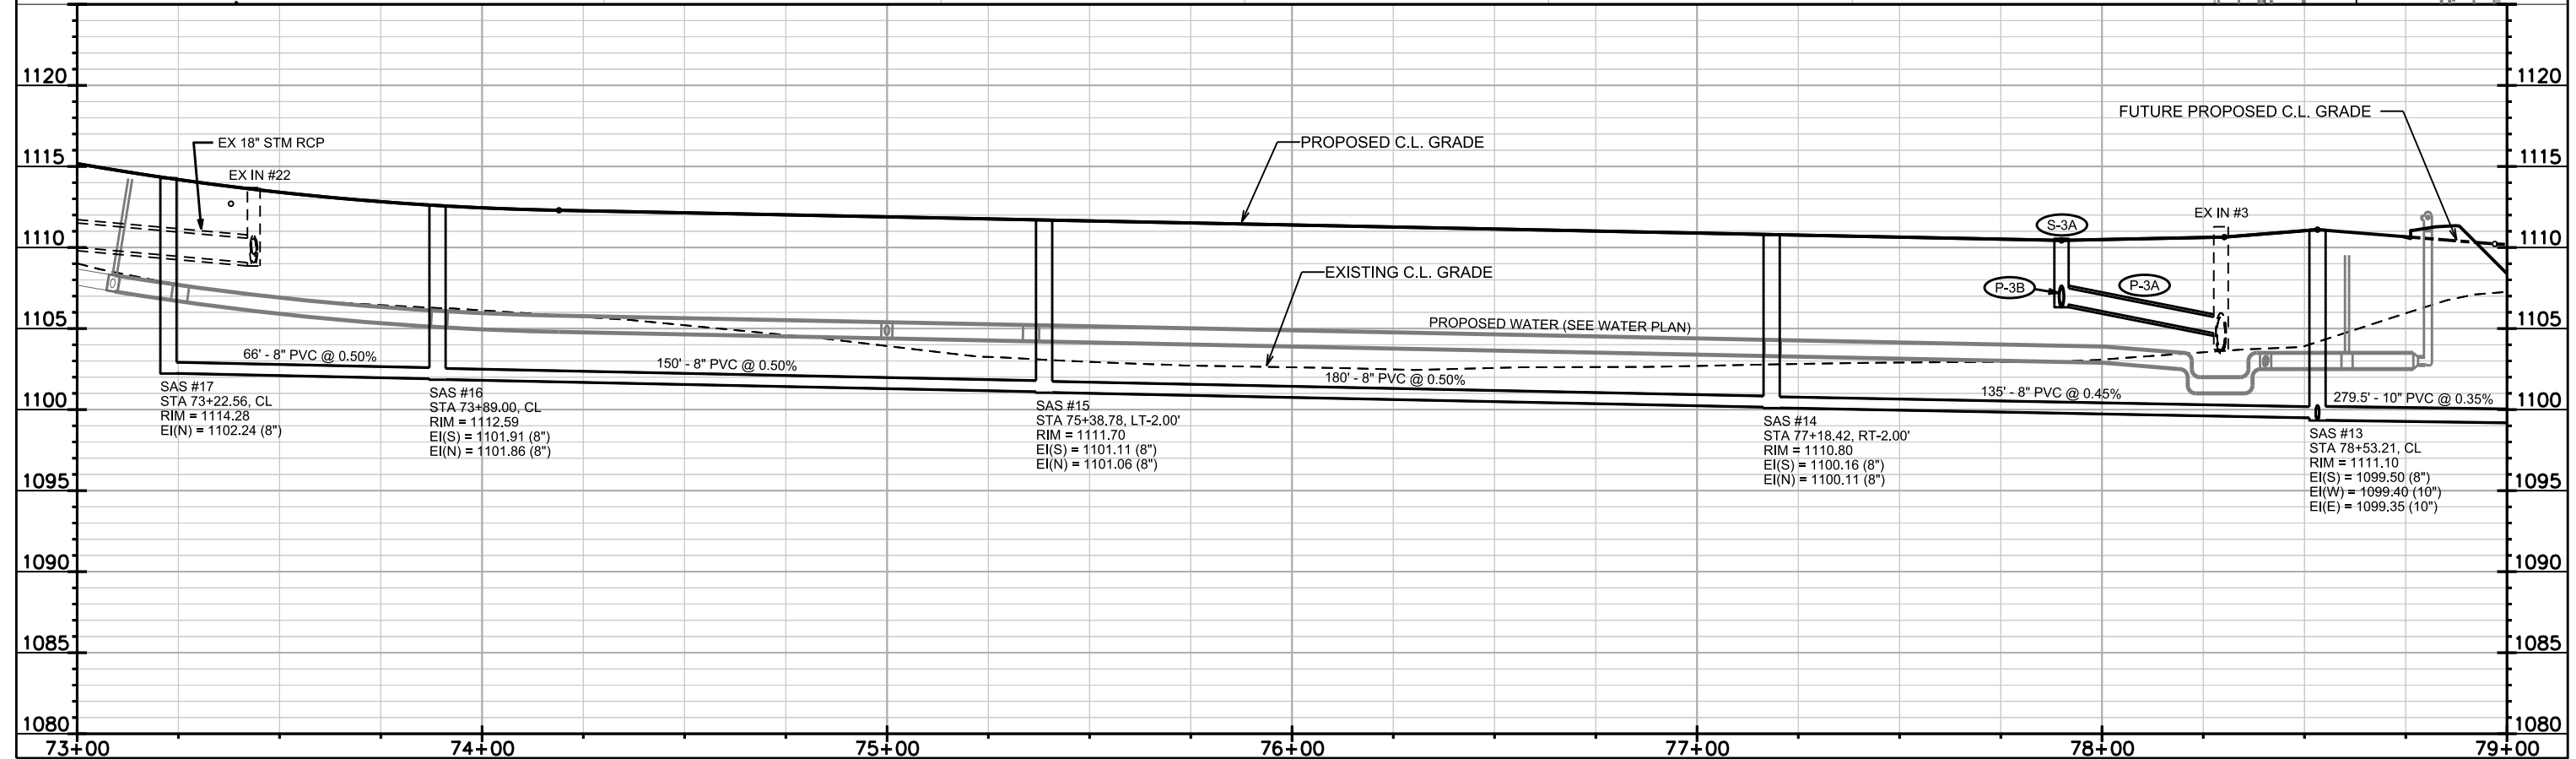 1120
1115
1110
1105
1100
1095
1090
1085
1080
1120
1115
1110
1105
1100
1095
1090
1085
1080
EX 18" STM RCP
EX IN #22
PROPOSED C.L. GRADE
FUTURE PROPOSED C.L. GRADE
EX IN #3
S-3A
EXISTING C.L. GRADE
P-3B
P-3A
PROPOSED WATER (SEE WATER PLAN)
66' - 8" PVC @ 0.50%
150' - 8" PVC @ 0.50%
180' - 8" PVC @ 0.50%
135' - 8" PVC @ 0.45%
279.5' - 10" PVC @ 0.35%
SAS #17
STA 73+22.56, CL
RIM = 1114.28
EI(N) = 1102.24 (8")
SAS #16
STA 73+89.00, CL
RIM = 1112.59
EI(S) = 1101.91 (8")
EI(N) = 1101.86 (8")
SAS #15
STA 75+38.78, LT-2.00'
RIM = 1111.70
EI(S) = 1101.11 (8")
EI(N) = 1101.06 (8")
SAS #14
STA 77+18.42, RT-2.00'
RIM = 1110.80
EI(S) = 1100.16 (8")
EI(N) = 1100.11 (8")
SAS #13
STA 78+53.21, CL
RIM = 1111.10
EI(S) = 1099.50 (8")
EI(W) = 1099.40 (10")
EI(E) = 1099.35 (10")
73+00
74+00
75+00
76+00
77+00
78+00
79+00